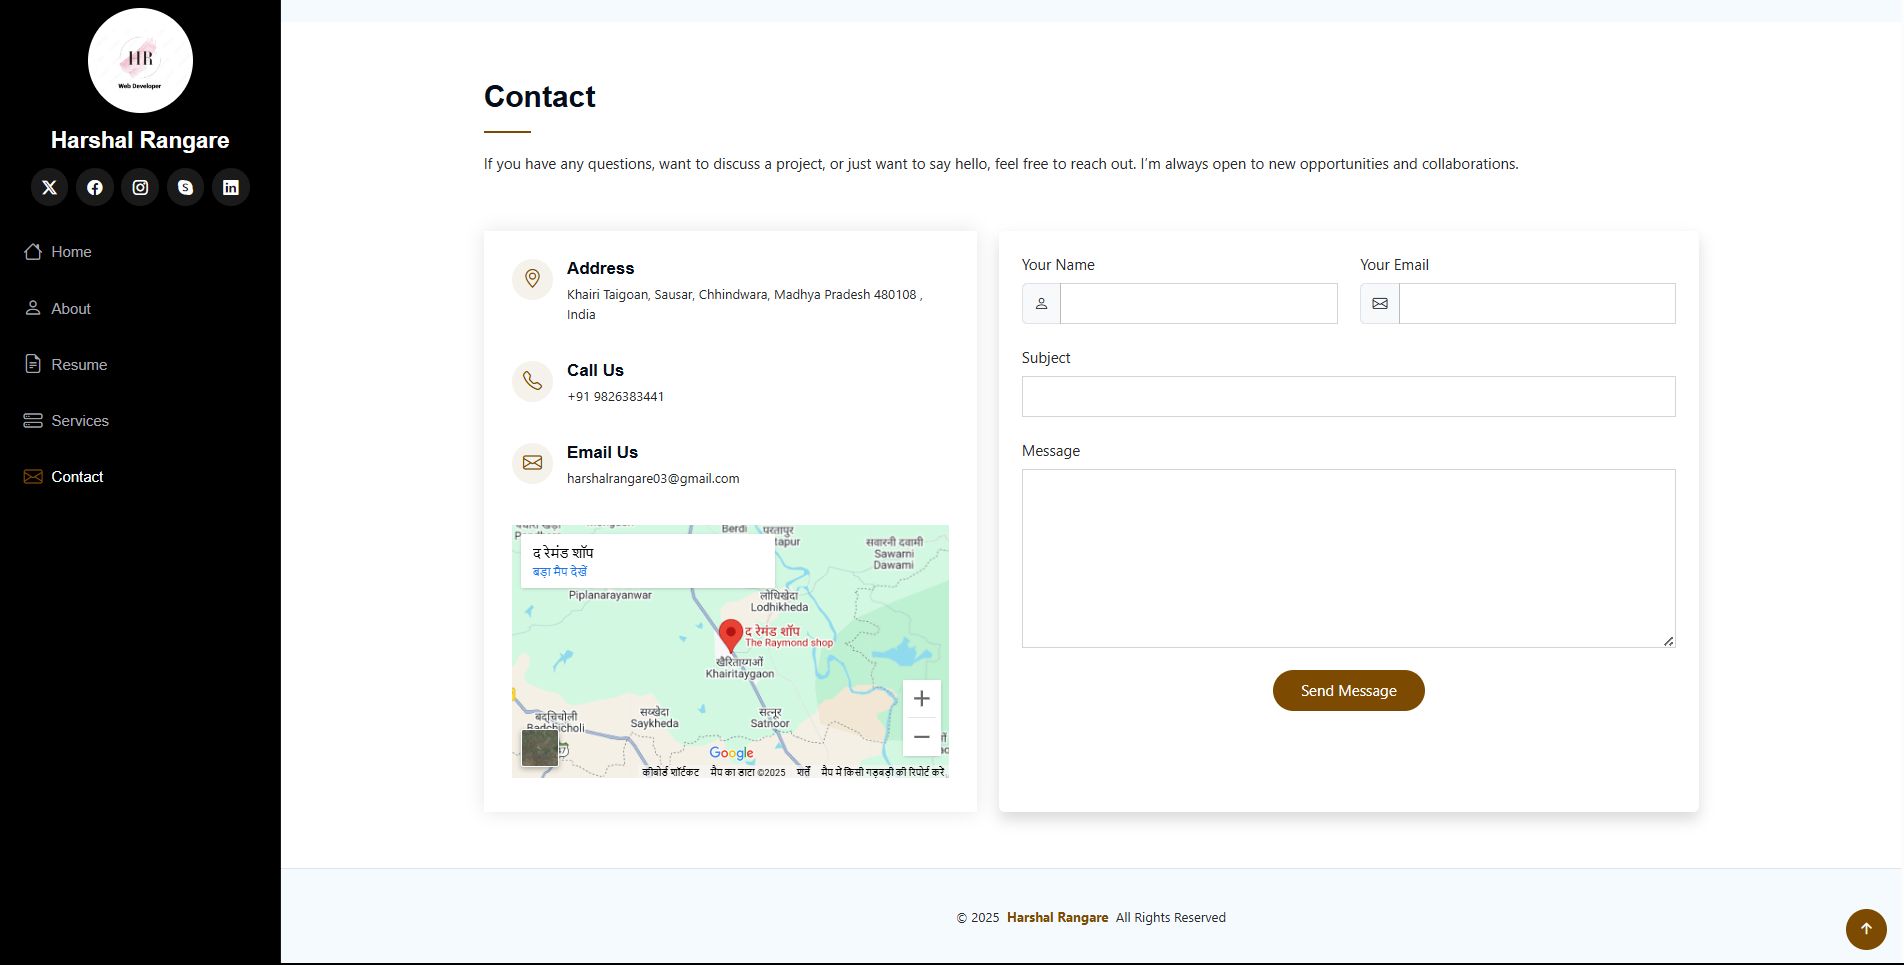 HR
Web Developer
Harshal Rangare
Home
About
Resume
Services
Contact
Contact
If you have any questions, want to discuss a project, or just want to say hello, feel free to reach out. I’m always open to new opportunities and collaborations.
Address
Khairi Taigoan, Sausar, Chhindwara, Madhya Pradesh 480108 ,
India
Call Us
+91 9826383441
Email Us
harshalrangare03@gmail.com
Berdi
परतापुर
सवारनी दवामी
Sawarni
Dawami
द रेमंड शॉप
बड़ा मैप देखें
Piplanarayanwar
लोधिखेदा
Lodhikheda
द रेमंड शॉप
The Raymond shop
खैरितायगओं
Khairitaygaon
बद्चिचोली
Badchicholi
सय्खेदा
Saykheda
सत्नूर
Satnoor
Google
कीबोर्ड शॉर्टकट मैप का डाटा ©2025 शर्तें मैप में किसी गड़बड़ी की रिपोर्ट करें
Your Name
Your Email
Subject
Message
Send Message
© 2025 Harshal Rangare All Rights Reserved